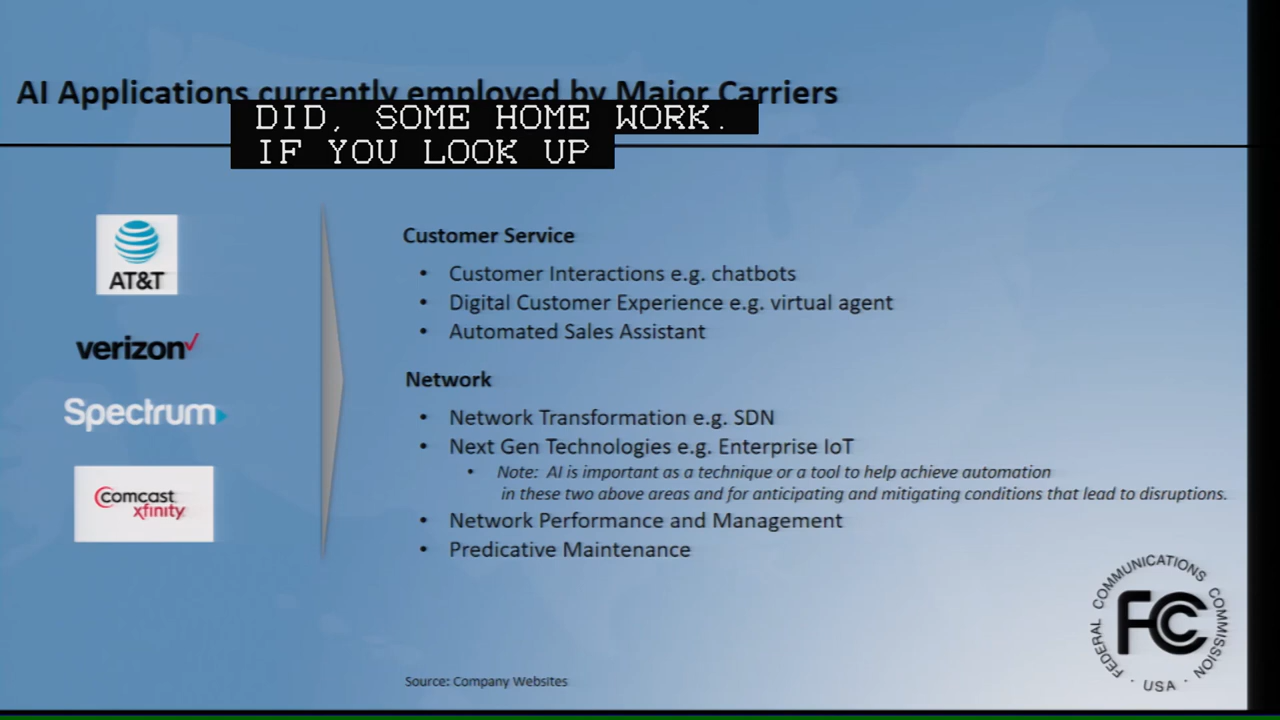 AI Applications currently employed by Major Carriers
DID, SOME HOME WORK.
IF YOU LOOK UP
AT&T
verizon
Spectrum
comcast
xfinity
Customer Service
• Customer Interactions e.g. chatbots
• Digital Customer Experience e.g. virtual agent
• Automated Sales Assistant
Network
• Network Transformation e.g. SDN
• Next Gen Technologies e.g. Enterprise IoT
• Note: AI is important as a technique or a tool to help achieve automation
in these two above areas and for anticipating and mitigating conditions that lead to disruptions.
• Network Performance and Management
• Predicative Maintenance
FEDERAL COMMUNICATIONS COMMISSION
FCC
· USA ·
Source: Company Websites